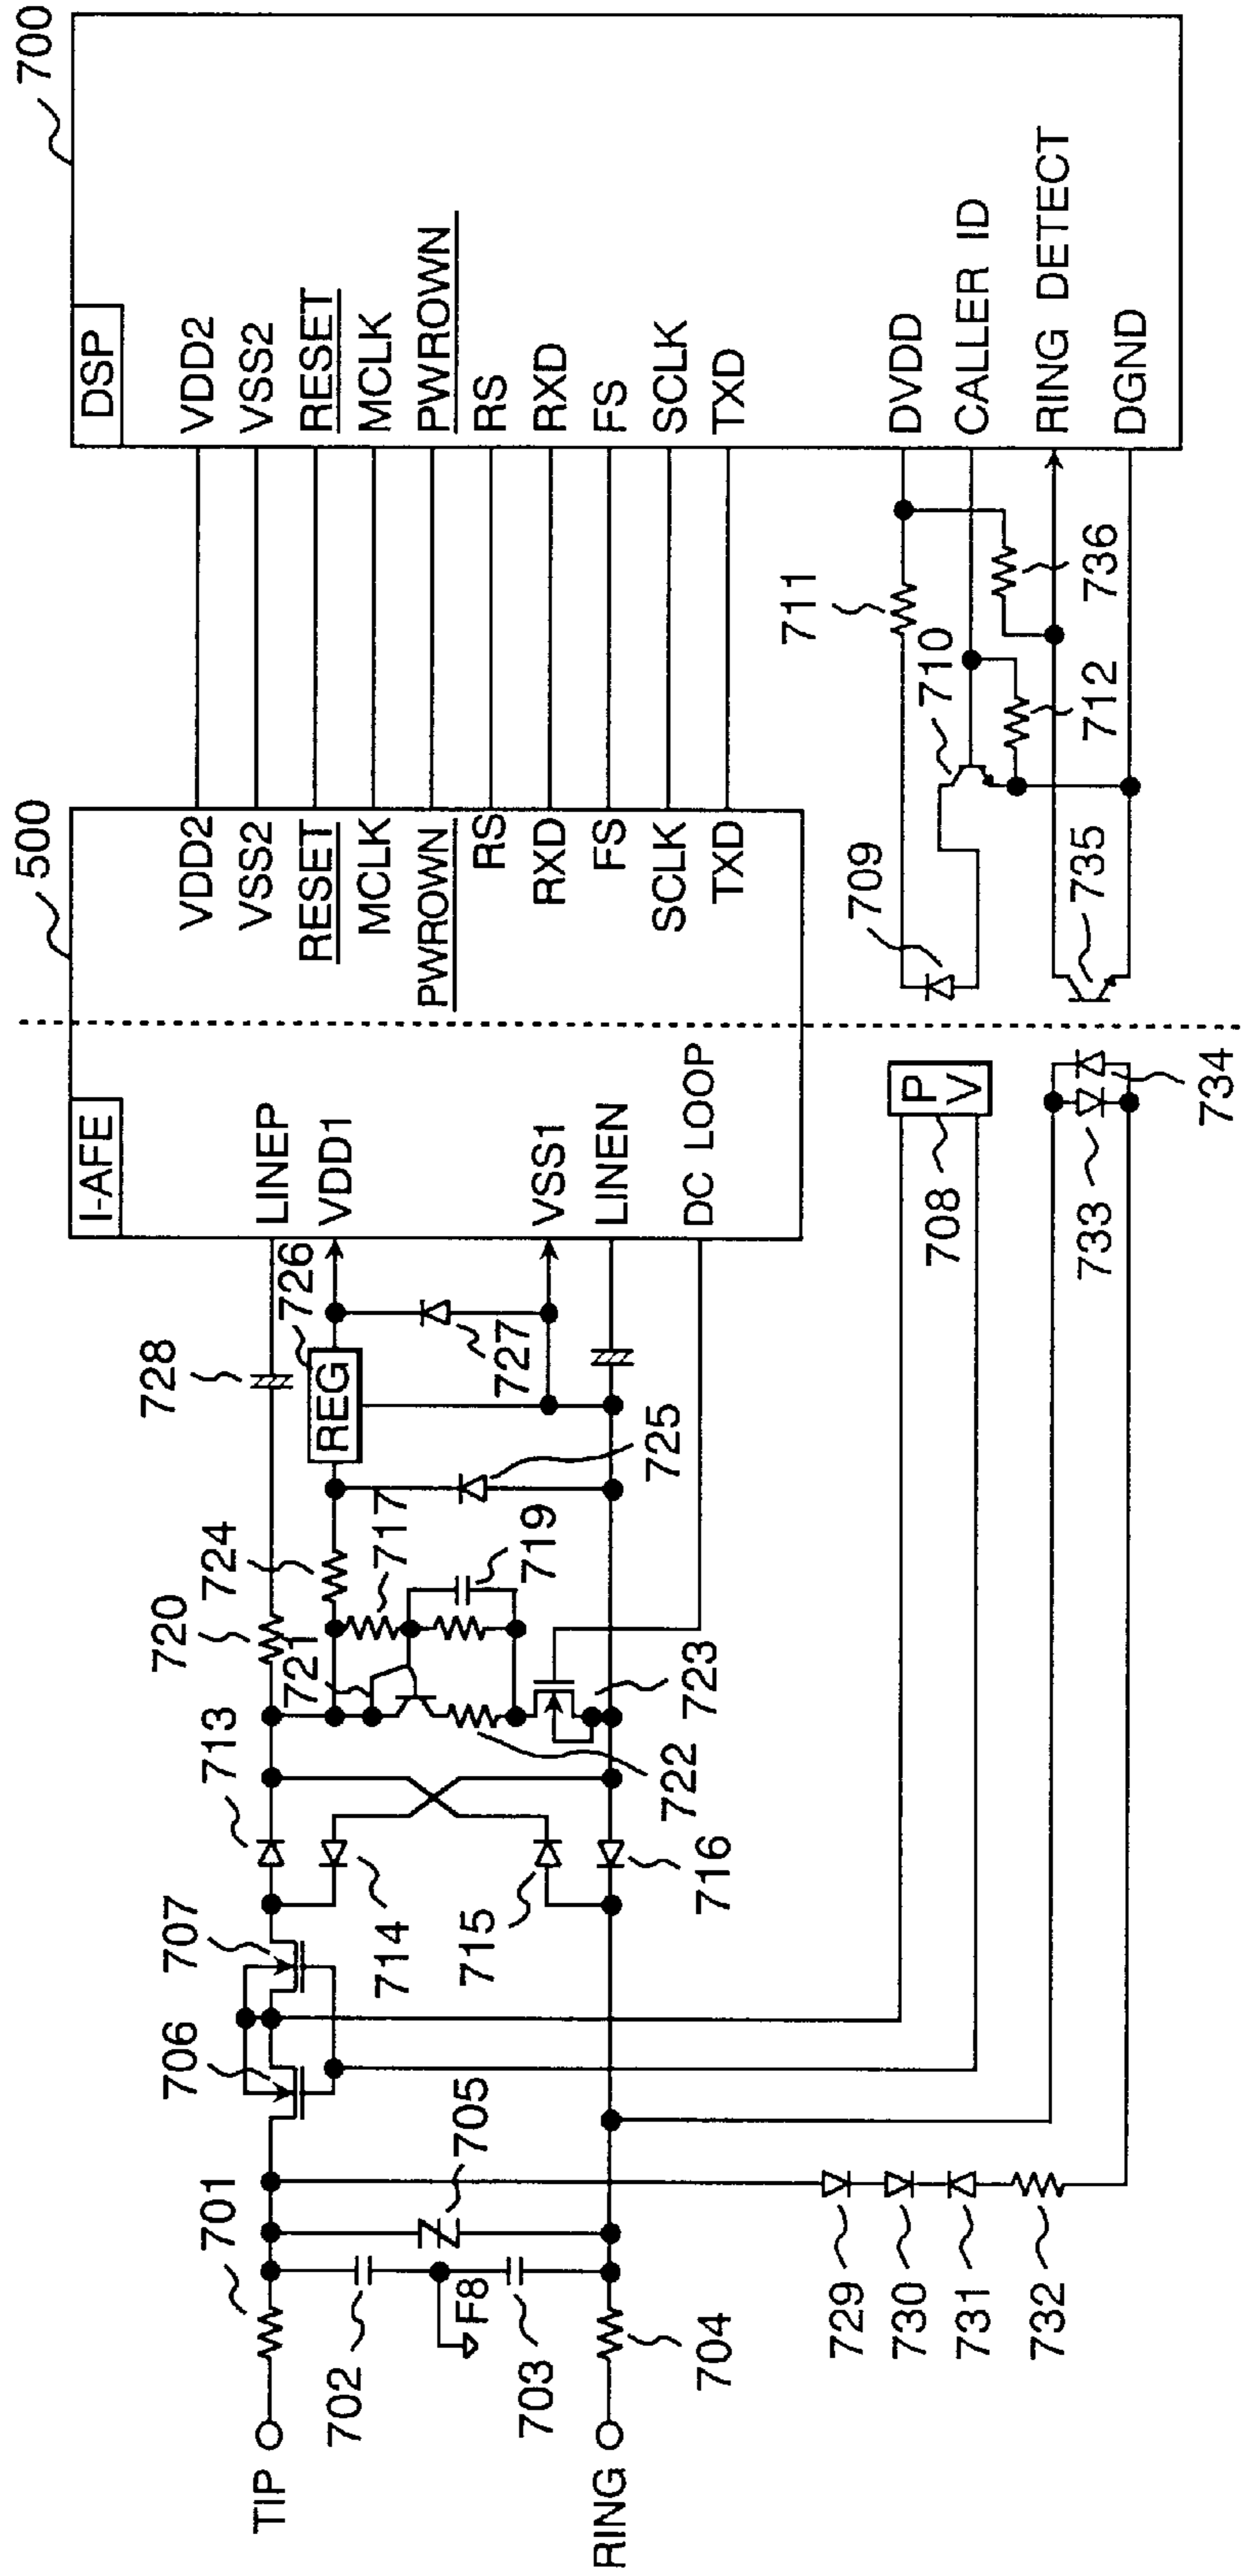 700
DSP
VDD2
VSS2
RESET
MCLK
PWROWN
RS
RXD
FS
SCLK
TXD
DVDD
CALLER ID
RING DETECT
DGND
711
710
736
712
500
VDD2
VSS2
RESET
MCLK
PWROWN
RS
RXD
FS
SCLK
TXD
709
735
I-AFE
LINEP
VDD1
VSS1
LINEN
DC LOOP
PV
708
733
734
728
726
REG
727
725
720
724
717
719
721
722
723
713
714
715
716
707
706
705
701
702
F8
703
704
729
730
731
732
TIP
RING